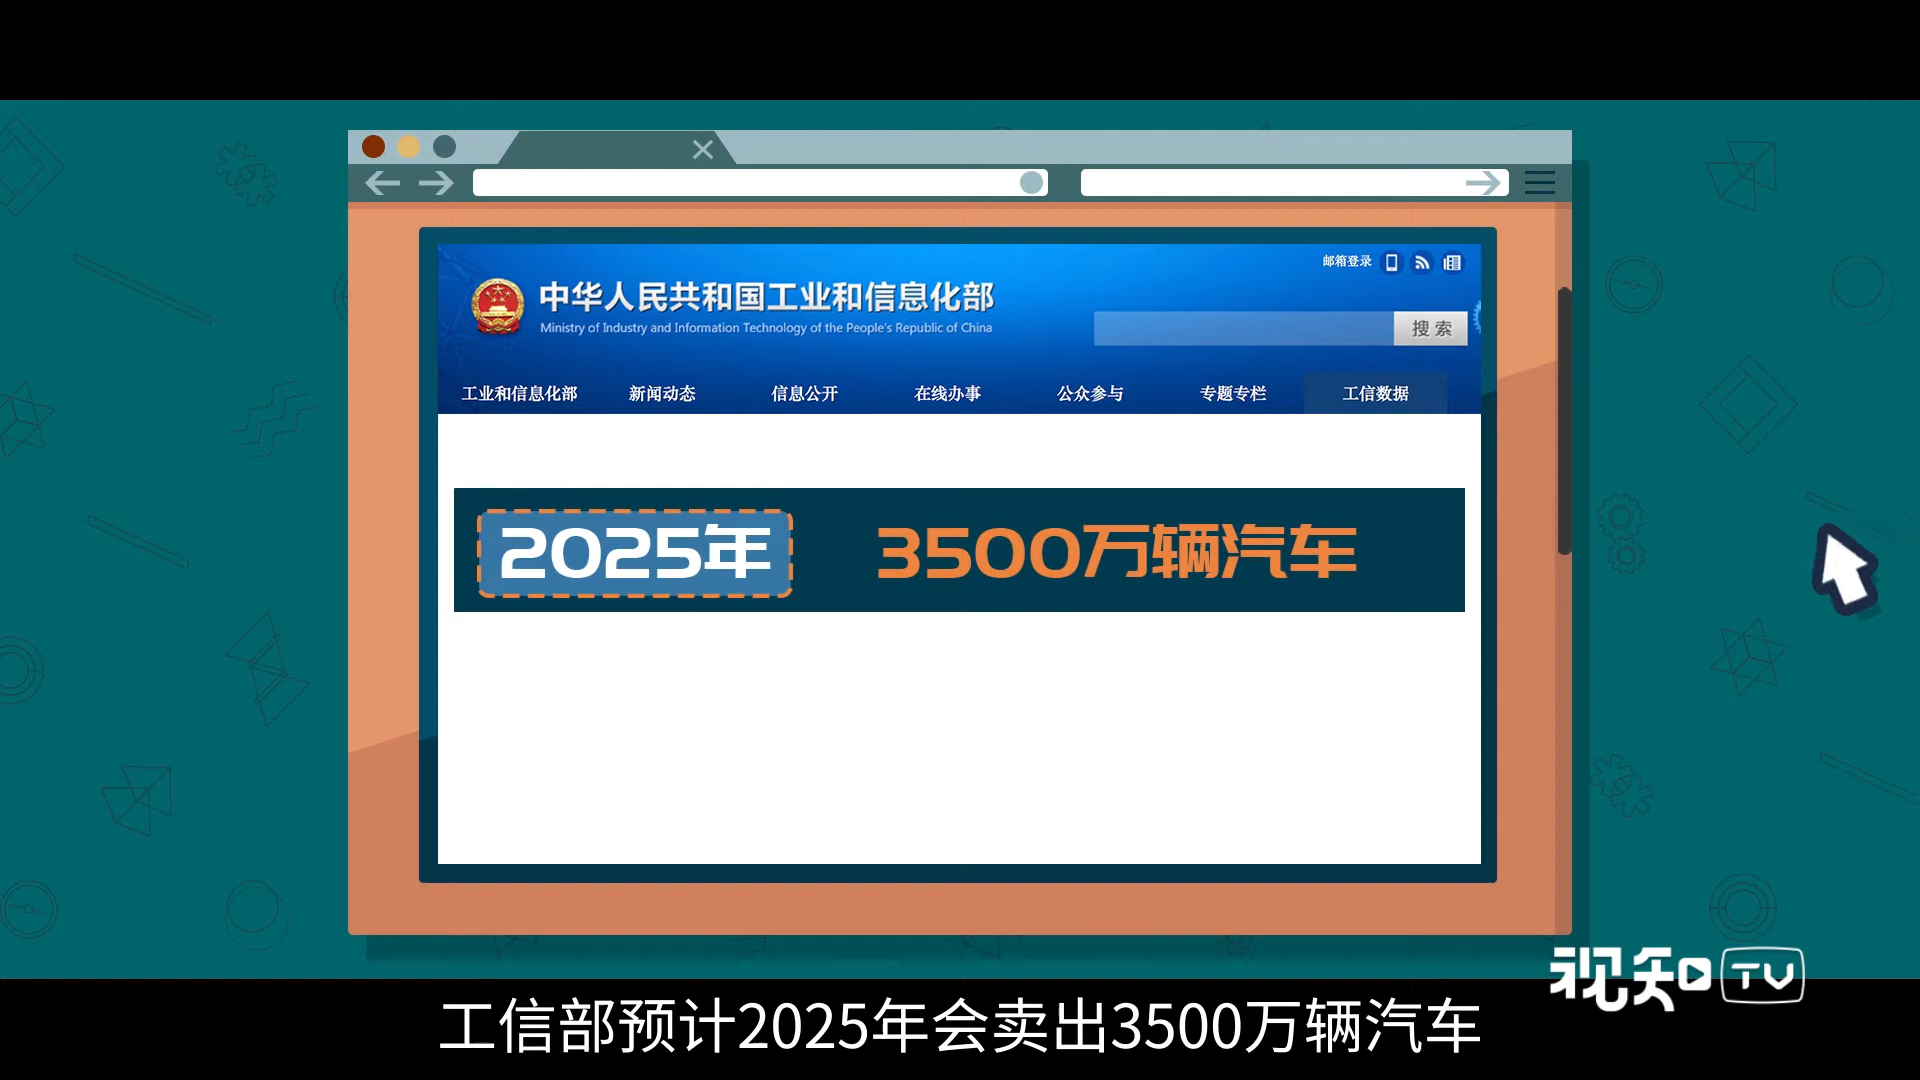 邮箱登录
中华人民共和国工业和信息化部
Ministry of Industry and Information Technology of the People's Republic of China
搜索
工业和信息化部 新闻动态 信息公开 在线办事 公众参与 专题专栏 工信数据
2025年 3500万辆汽车
视知TV
工信部预计2025年会卖出3500万辆汽车